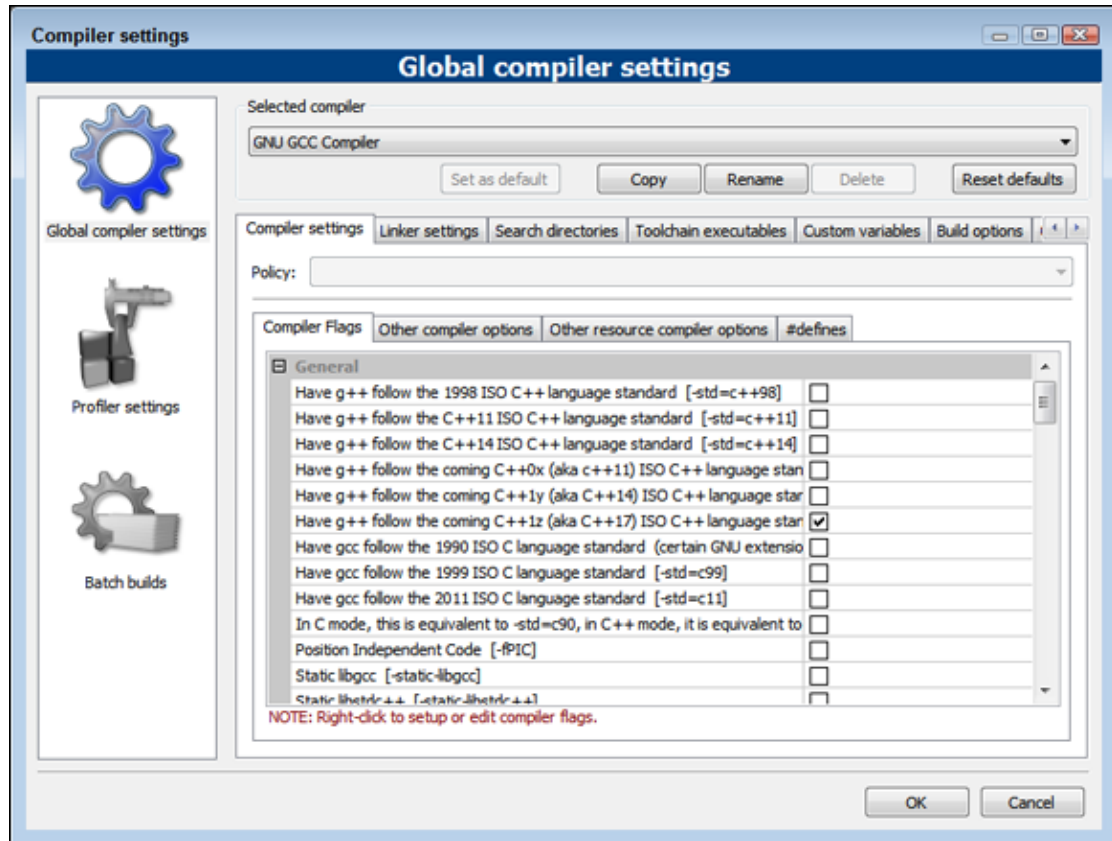 Compiler settings
Global compiler settings
Global compiler settings
Profiler settings
Batch builds
Selected compiler
GNU GCC Compiler
Set as default Copy Rename Delete Reset defaults
Compiler settings Linker settings Search directories Toolchain executables Custom variables Build options
Policy:
Compiler Flags Other compiler options Other resource compiler options #defines
General
Have g++ follow the 1998 ISO C++ language standard [-std=c++98]
Have g++ follow the C++11 ISO C++ language standard [-std=c++11]
Have g++ follow the C++14 ISO C++ language standard [-std=c++14]
Have g++ follow the coming C++0x (aka c++11) ISO C++ language stan
Have g++ follow the coming C++1y (aka C++14) ISO C++ language star
Have g++ follow the coming C++1z (aka C++17) ISO C++ language star
Have gcc follow the 1990 ISO C language standard (certain GNU extensio
Have gcc follow the 1999 ISO C language standard [-std=c99]
Have gcc follow the 2011 ISO C language standard [-std=c11]
In C mode, this is equivalent to -std=c90, in C++ mode, it is equivalent to
Position Independent Code [-fPIC]
Static libgcc [-static-libgcc]
Static libstdc++ [-static-libstdc++]
NOTE: Right-click to setup or edit compiler flags.
OK Cancel